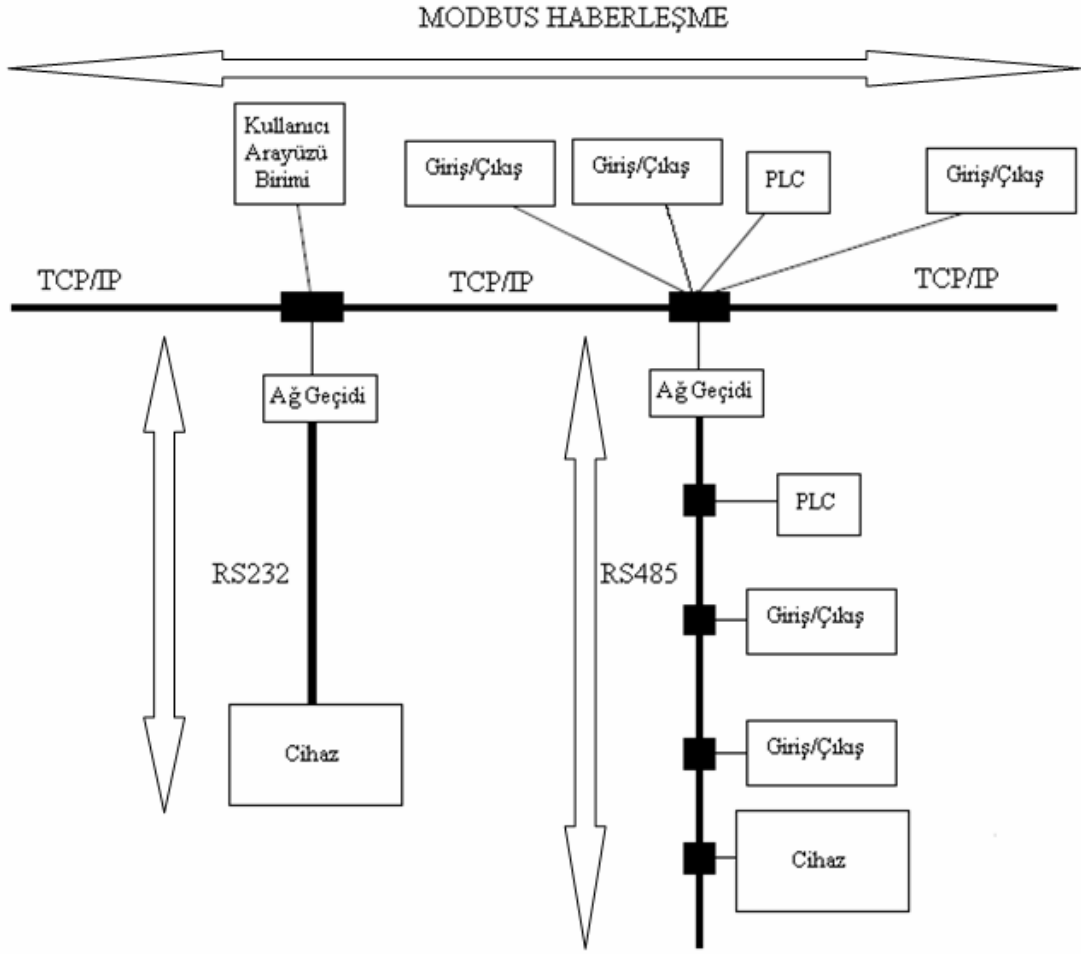 MODBUS HABERLEŞME
Kullanıcı
Arayüzü
Birimi
Giriş/Çıkış
Giriş/Çıkış
PLC
Giriş/Çıkış
TCP/IP
TCP/IP
TCP/IP
Ağ Geçidi
Ağ Geçidi
PLC
RS232
RS485
Giriş/Çıkış
Giriş/Çıkış
Cihaz
Cihaz